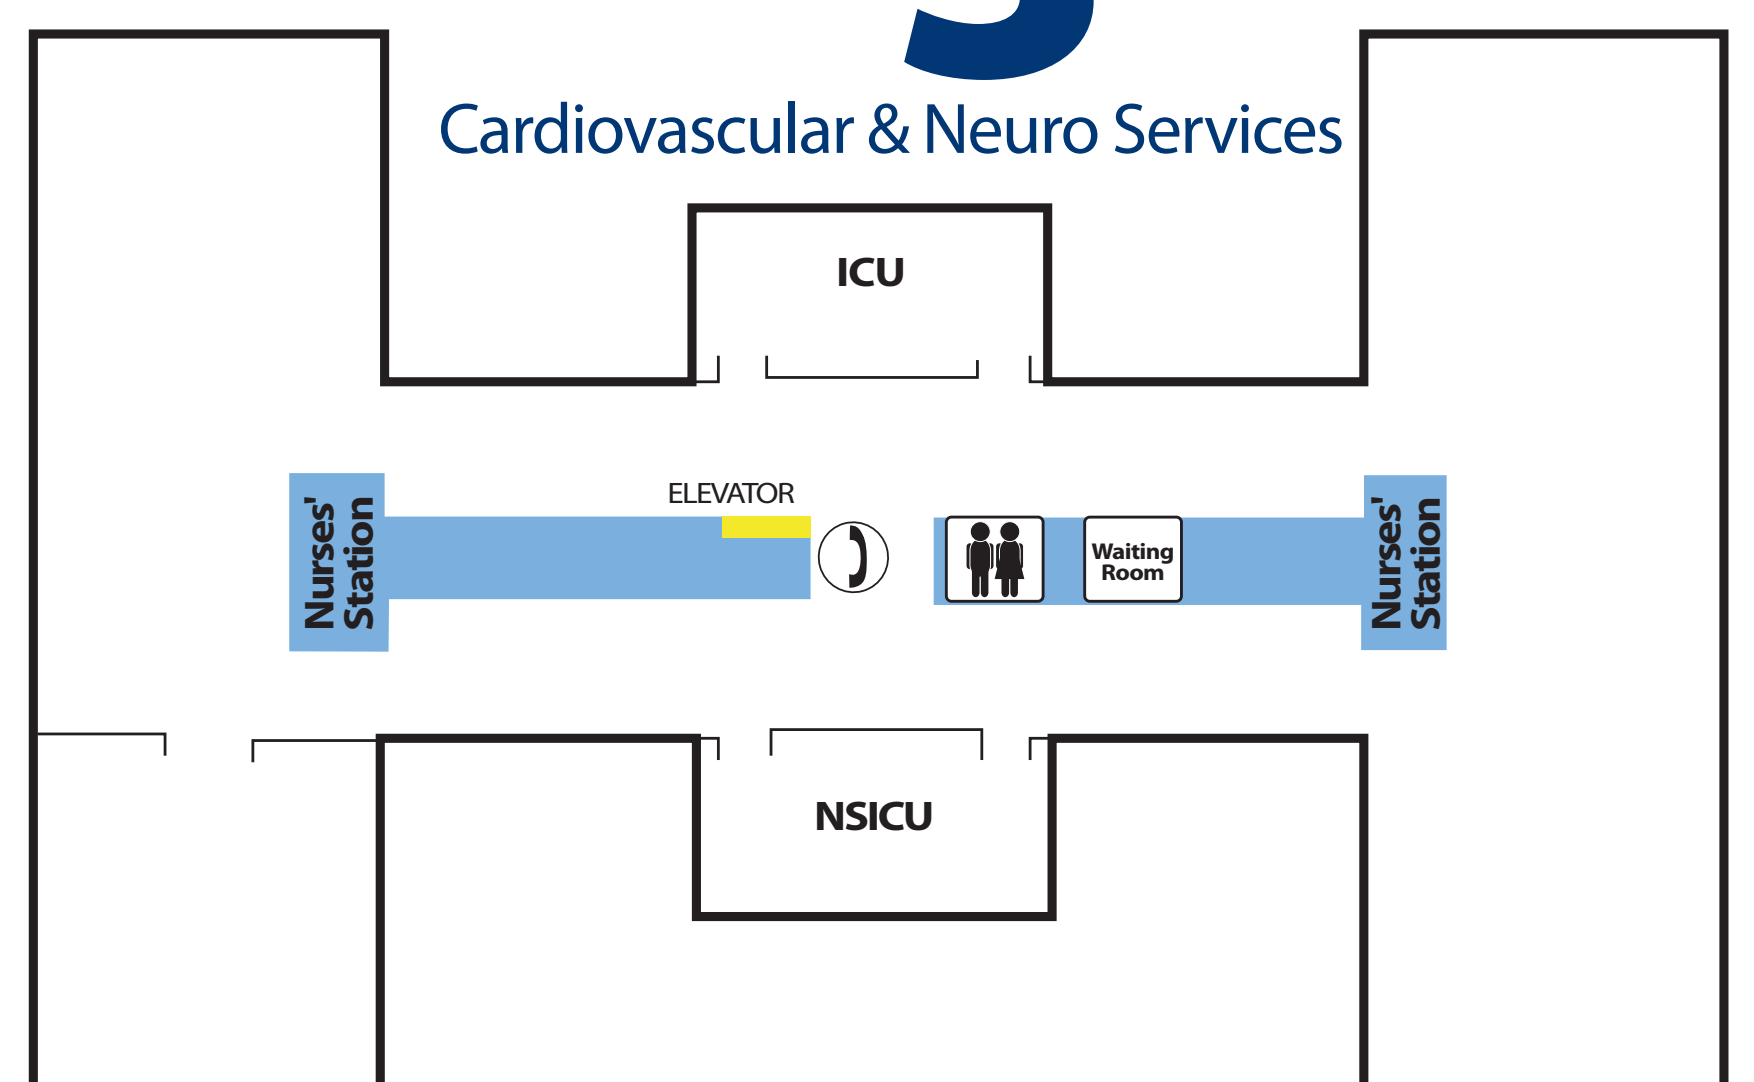 Cardiovascular & Neuro Services
ICU
ELEVATOR
Nurses'
Station
Waiting
Room
Nurses'
Station
NSICU